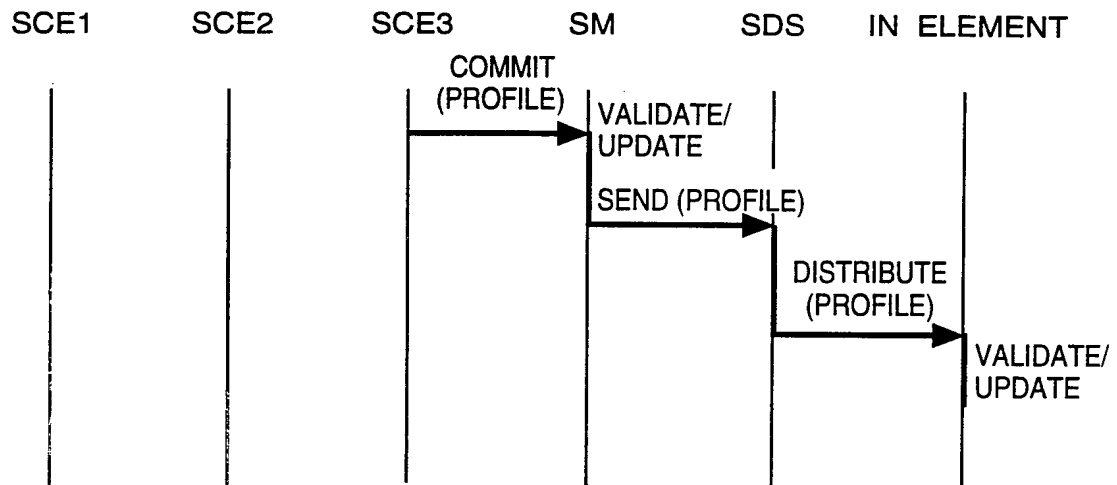 SCE1 SCE2 SCE3 SM SDS IN ELEMENT
COMMIT
(PROFILE)
VALIDATE/
UPDATE
SEND (PROFILE)
DISTRIBUTE
(PROFILE)
VALIDATE/
UPDATE